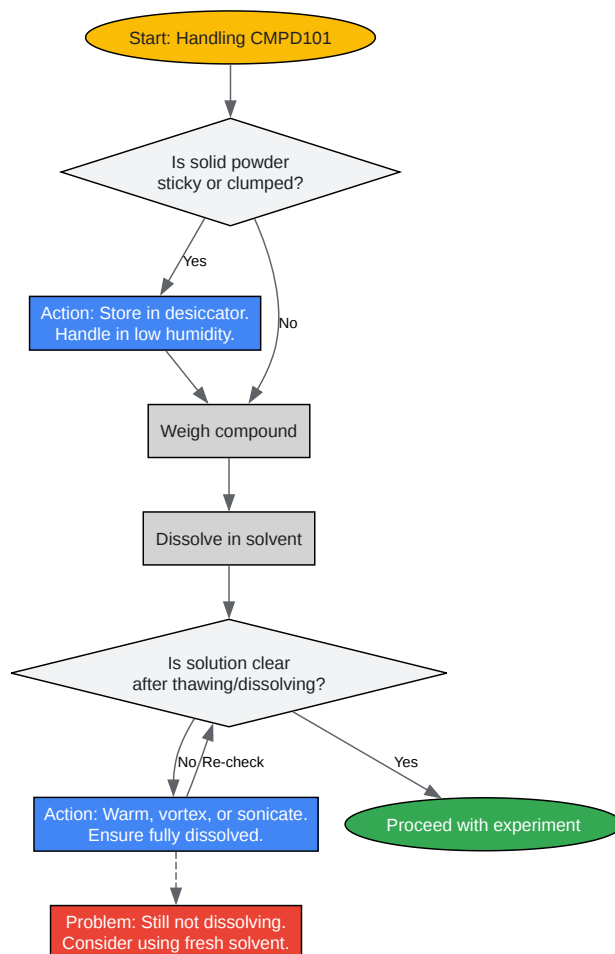 Start: Handling CMPD101
Is solid powder
sticky or clumped?
Yes
No
Action: Store in desiccator.
Handle in low humidity.
Weigh compound
Dissolve in solvent
Is solution clear
after thawing/dissolving?
No
Re-check
Yes
Action: Warm, vortex, or sonicate.
Ensure fully dissolved.
Proceed with experiment
Problem: Still not dissolving.
Consider using fresh solvent.